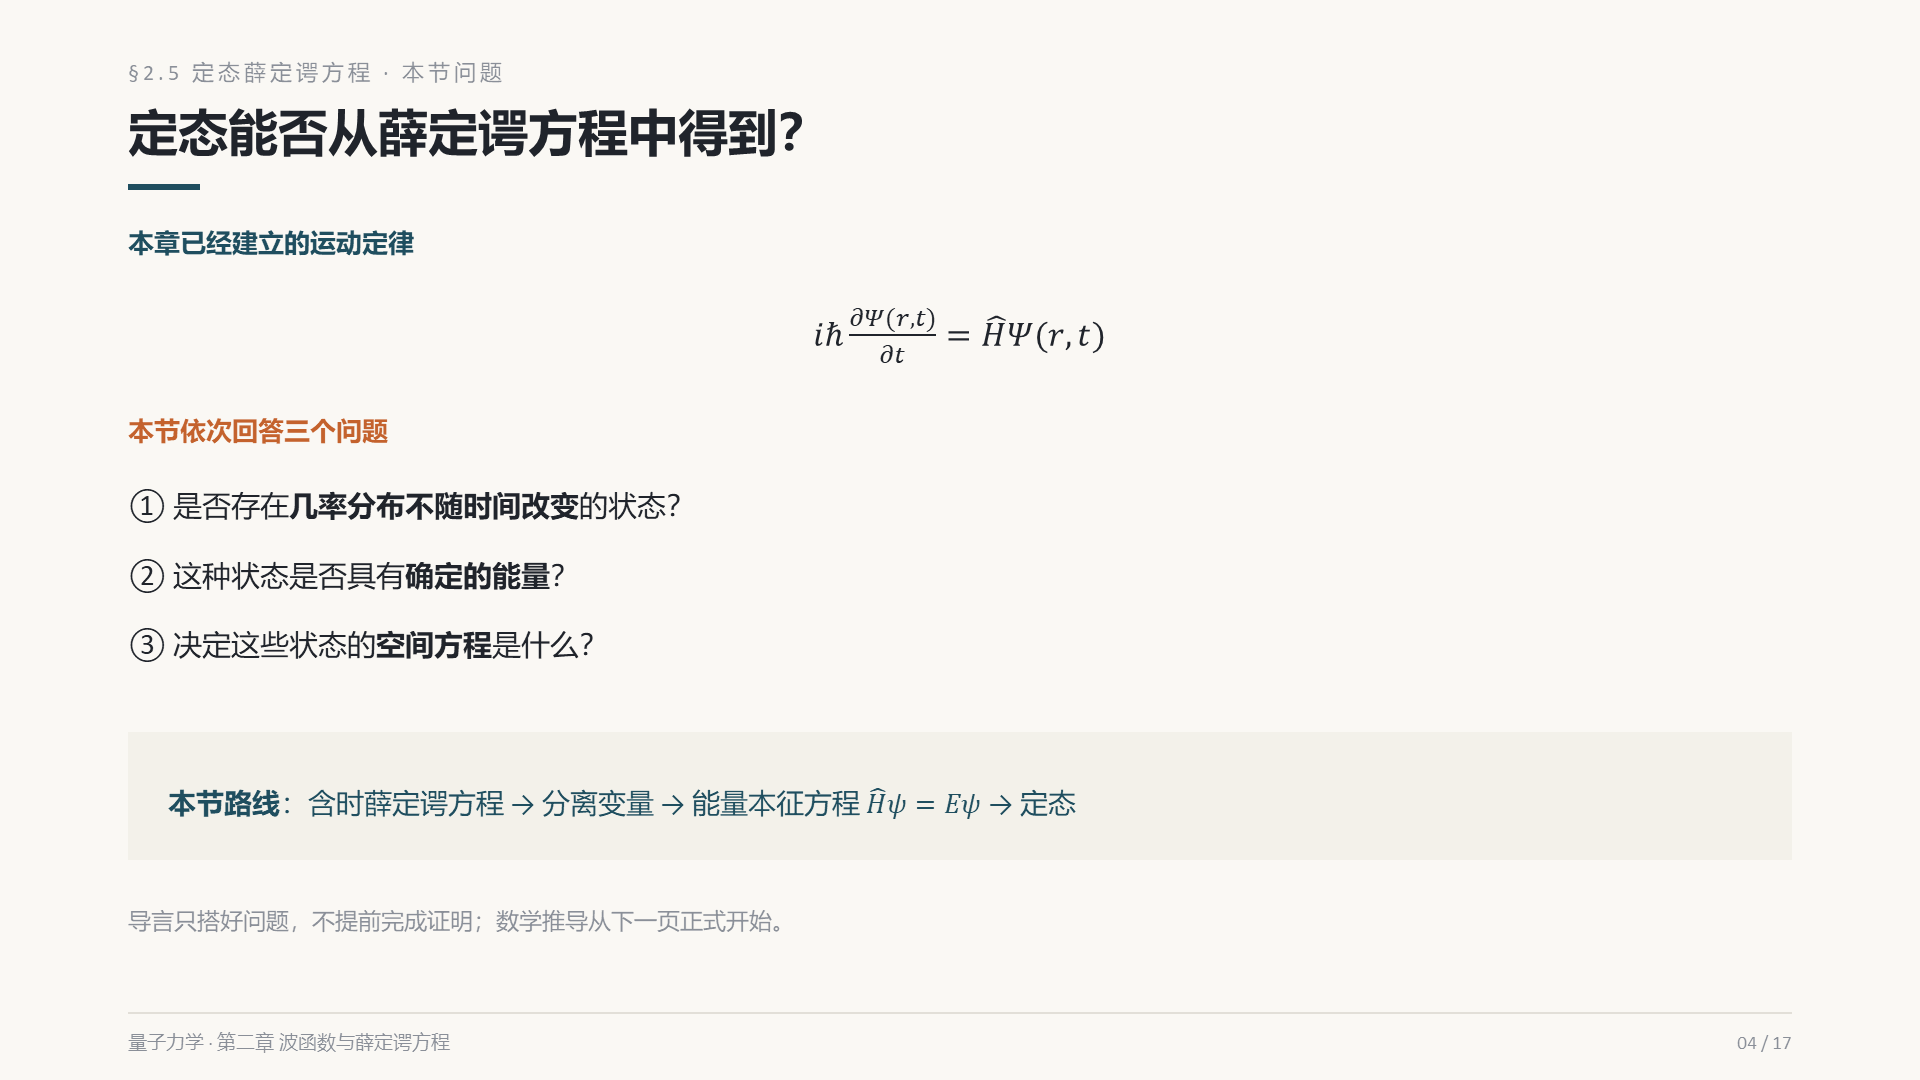 §2.5 定态薛定谔方程 · 本节问题
定态能否从薛定谔方程中得到？
本章已经建立的运动定律
iℏ ∂Ψ(r,t)/∂t = ĤΨ(r,t)
本节依次回答三个问题
① 是否存在几率分布不随时间改变的状态？
② 这种状态是否具有确定的能量？
③ 决定这些状态的空间方程是什么？
本节路线：含时薛定谔方程 → 分离变量 → 能量本征方程 Ĥψ = Eψ → 定态
导言只搭好问题，不提前完成证明；数学推导从下一页正式开始。
量子力学 · 第二章 波函数与薛定谔方程
04 / 17